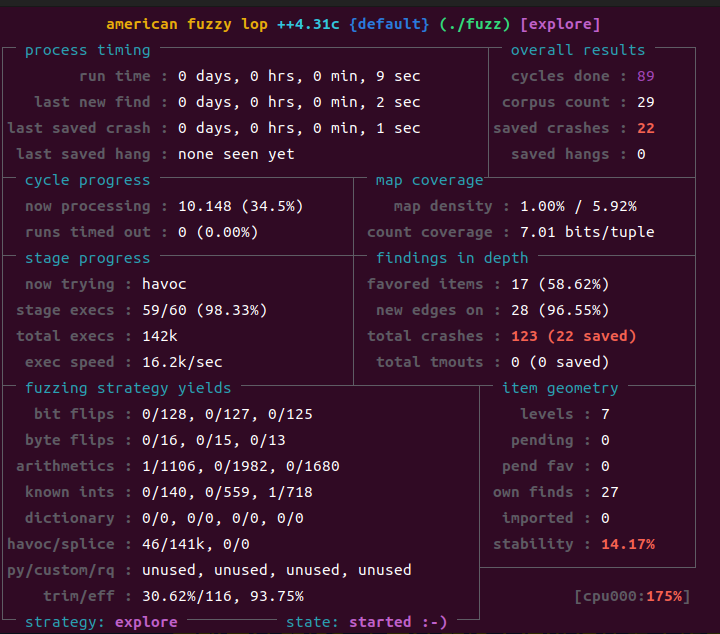 american fuzzy lop ++4.31c {default} (./fuzz) [explore]
process timing overall results
run time : 0 days, 0 hrs, 0 min, 9 sec cycles done : 89
last new find : 0 days, 0 hrs, 0 min, 2 sec corpus count : 29
last saved crash : 0 days, 0 hrs, 0 min, 1 sec saved crashes : 22
last saved hang : none seen yet saved hangs : 0
cycle progress map coverage
now processing : 10.148 (34.5%) map density : 1.00% / 5.92%
runs timed out : 0 (0.00%) count coverage : 7.01 bits/tuple
stage progress findings in depth
now trying : havoc favored items : 17 (58.62%)
stage execs : 59/60 (98.33%) new edges on : 28 (96.55%)
total execs : 142k total crashes : 123 (22 saved)
exec speed : 16.2k/sec total tmouts : 0 (0 saved)
fuzzing strategy yields item geometry
bit flips : 0/128, 0/127, 0/125 levels : 7
byte flips : 0/16, 0/15, 0/13 pending : 0
arithmetics : 1/1106, 0/1982, 0/1680 pend fav : 0
known ints : 0/140, 0/559, 1/718 own finds : 27
dictionary : 0/0, 0/0, 0/0, 0/0 imported : 0
havoc/splice : 46/141k, 0/0 stability : 14.17%
py/custom/rq : unused, unused, unused, unused
trim/eff : 30.62%/116, 93.75% [cpu000:175%]
strategy: explore state: started :-)